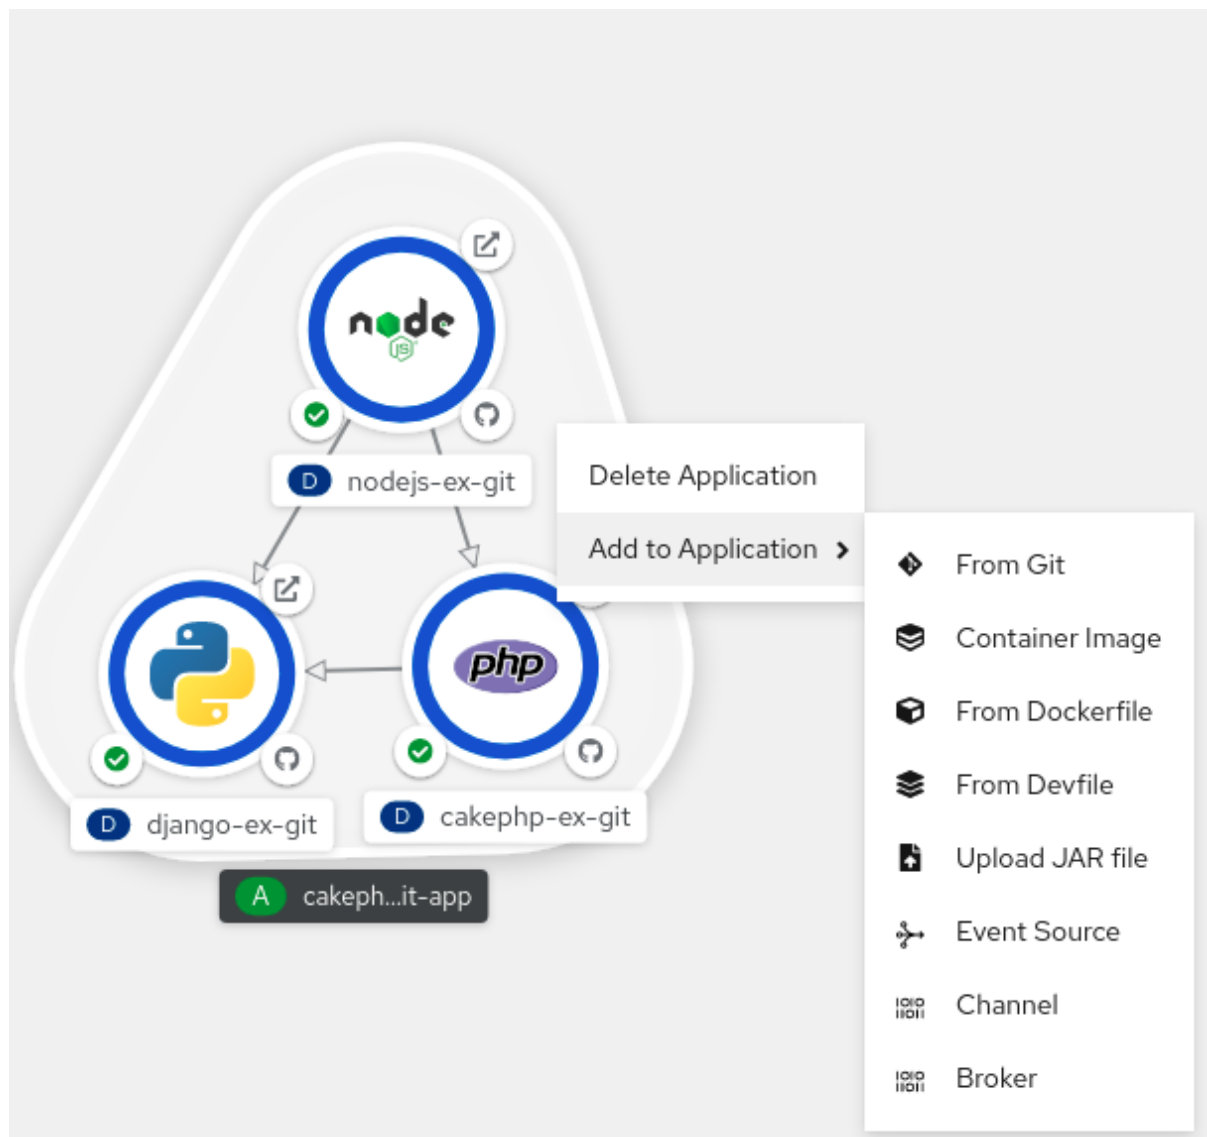 node
JS
D nodejs-ex-git
Delete Application
Add to Application
From Git
Container Image
From Dockerfile
From Devfile
Upload JAR file
Event Source
Channel
Broker
php
D django-ex-git
D cakephp-ex-git
A cakeph...it-app